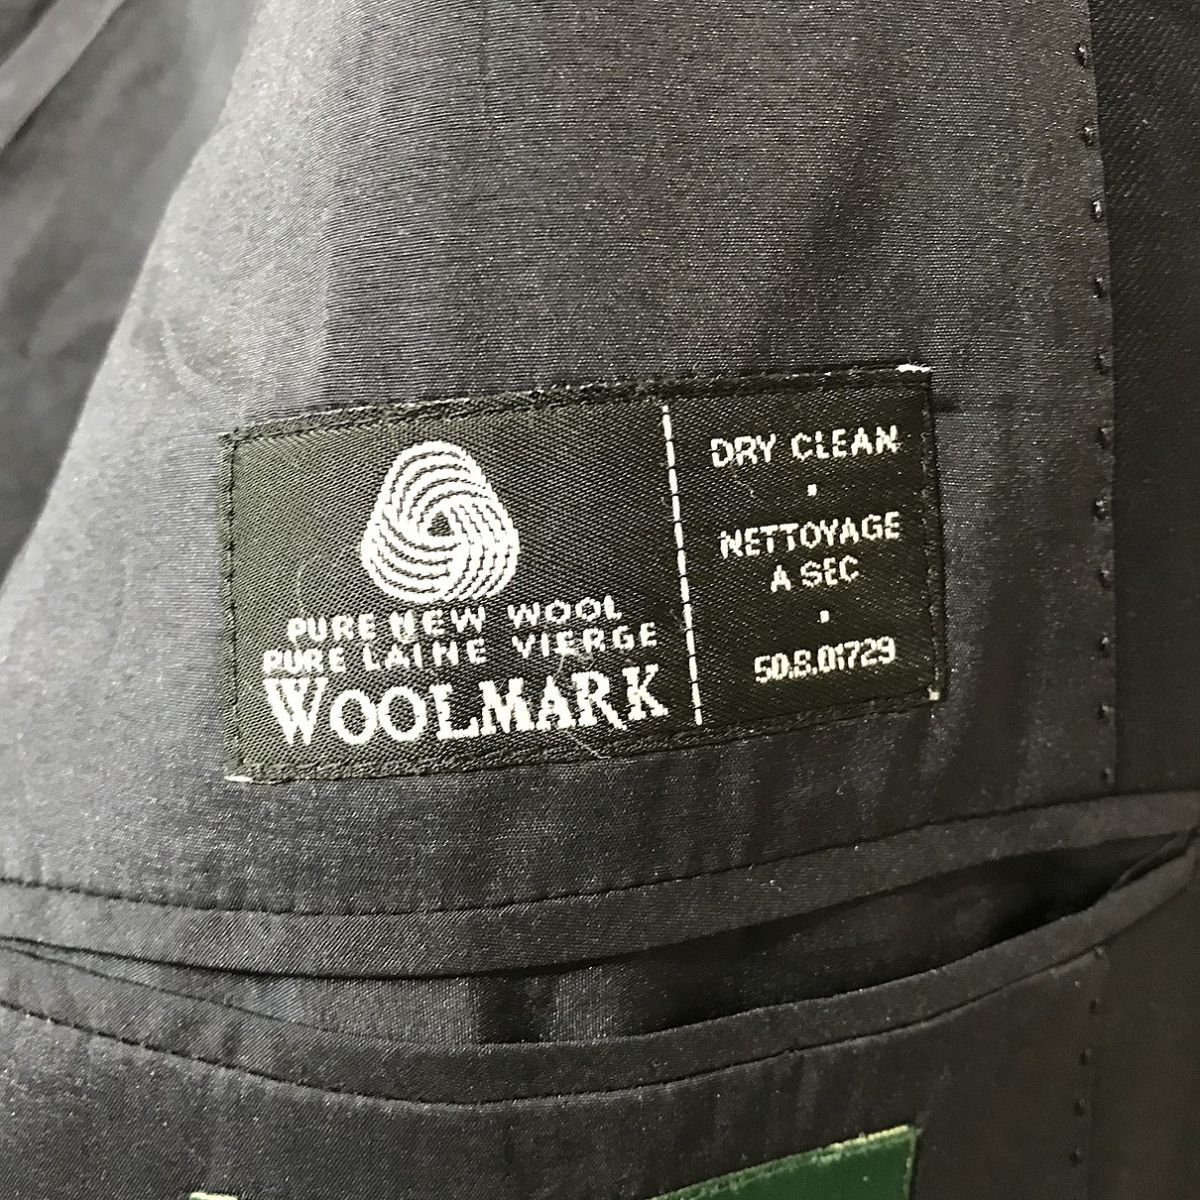 PURE NEW WOOL
PURE LAINE VIERGE
WOOLMARK
DRY CLEAN
NETTOYAGE
A SEC
50.8.01729